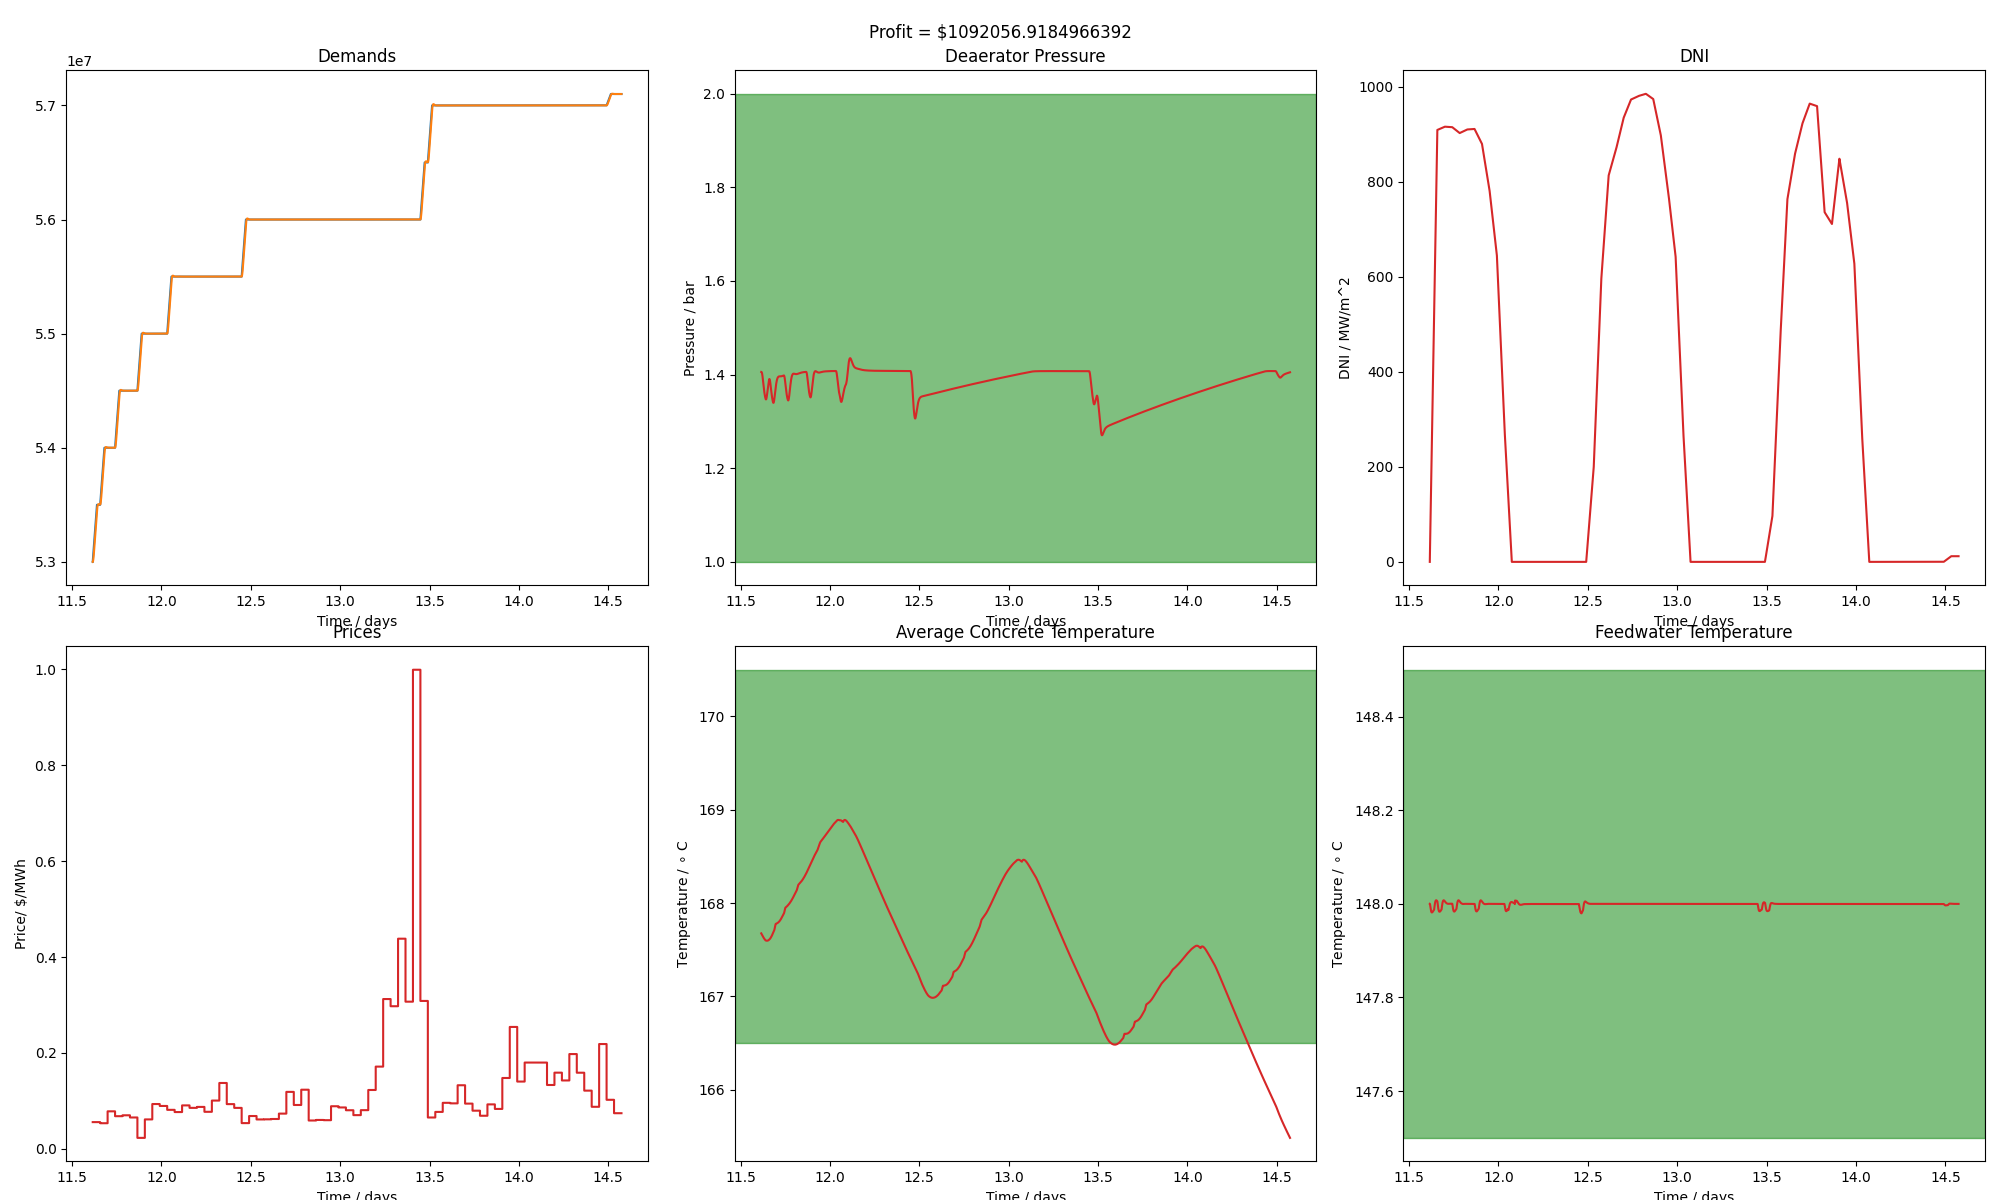 Profit = $1092056.9184966392
Demands
1e7
5.7
5.6
5.5
5.4
5.3
11.5 12.0 12.5 13.0 13.5 14.0 14.5
Time / days
Deaerator Pressure
Pressure / bar
2.0
1.8
1.6
1.4
1.2
1.0
11.5 12.0 12.5 13.0 13.5 14.0 14.5
Time / days
DNI
DNI / MW/m^2
1000
800
600
400
200
0
11.5 12.0 12.5 13.0 13.5 14.0 14.5
Time / days
Prices
Price/ $/MWh
1.0
0.8
0.6
0.4
0.2
0.0
11.5 12.0 12.5 13.0 13.5 14.0 14.5
Time / days
Average Concrete Temperature
Temperature / ∘ C
170
169
168
167
166
11.5 12.0 12.5 13.0 13.5 14.0 14.5
Time / days
Feedwater Temperature
Temperature / ∘ C
148.4
148.2
148.0
147.8
147.6
11.5 12.0 12.5 13.0 13.5 14.0 14.5
Time / days